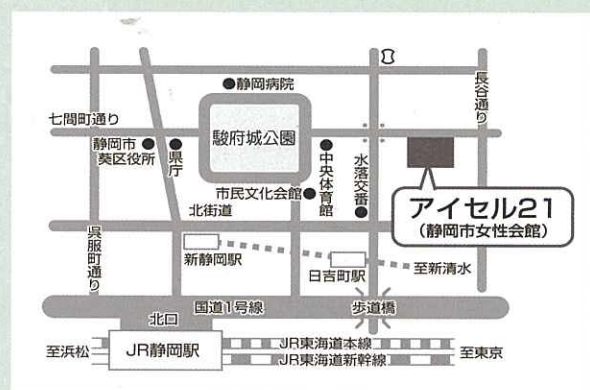 静岡病院
長谷通り
七間町通り
駿府城公園
静岡市
葵区役所
県庁
中央体育館
水落交番
市民文化会館
北街道
アイセル21
(静岡市女性会館)
呉服町通り
新静岡駅
日吉町駅
至新清水
国道1号線
歩道橋
北口
至浜松
JR静岡駅
JR東海道本線
JR東海道新幹線
至東京